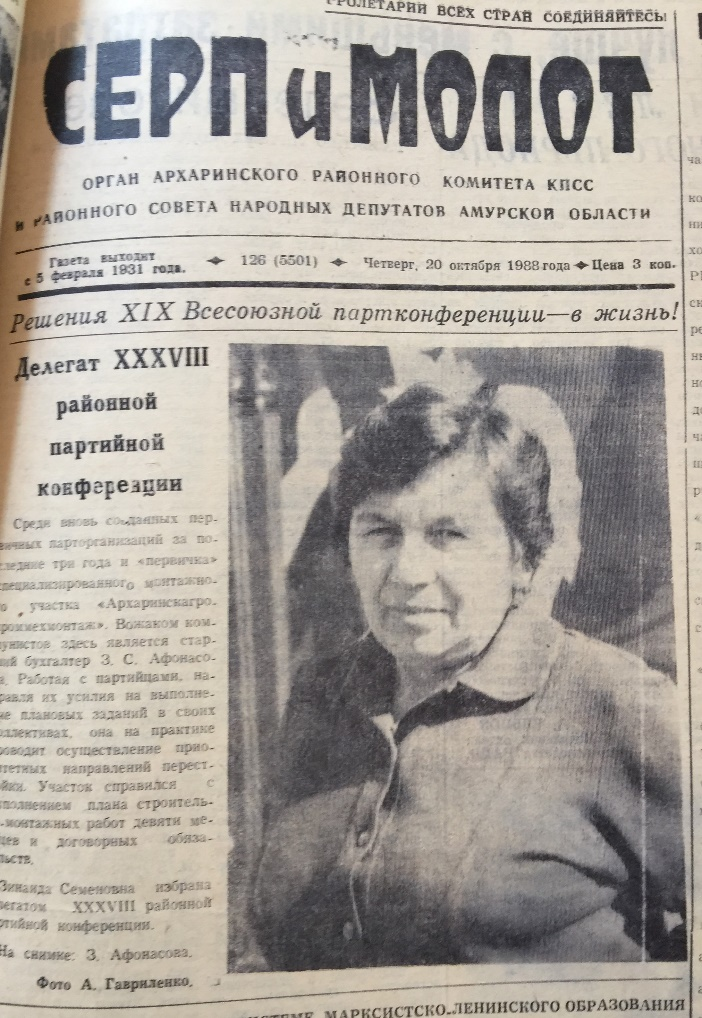 ПРОЛЕТАРИИ ВСЕХ СТРАН СОЕДИНЯЙТЕСЬ!
СЕРП и МОЛОТ
ОРГАН АРХАРИНСКОГО РАЙОННОГО КОМИТЕТА КПСС
И РАЙОННОГО СОВЕТА НАРОДНЫХ ДЕПУТАТОВ АМУРСКОЙ ОБЛАСТИ
Газета выходит
с 5 февраля 1931 года.
126 (5501)
Четверг, 20 октября 1988 года
Цена 3 коп.
Решения XIX Всесоюзной партконференции—в жизнь!
Делегат XXXVIII
районной
партийной
конференции
Среди вновь созданных пер-
вичных парторганизаций за по-
следние три года и «первичка»
специализированного монтажно-
го участка «Архаринскагро-
промехмонтаж». Вожаком ком-
мунистов здесь является стар-
ший бухгалтер З. С. Афонасо-
ва. Работая с партийцами, на-
правляя их усилия на выполне-
ние плановых заданий в своих
коллективах, она на практике
проводит осуществление прио-
ритетных направлений перест-
ройки. Участок справился с
выполнением плана строитель-
но-монтажных работ девяти ме-
сяцев и договорных обяза-
тельств.
Зинаида Семеновна избрана
делегатом XXXVIII районной
партийной конференции.
На снимке: З. Афонасова.
Фото А. Гавриленко.
МАРКСИСТСКО-ЛЕНИНСКОГО ОБРАЗОВАНИЯ